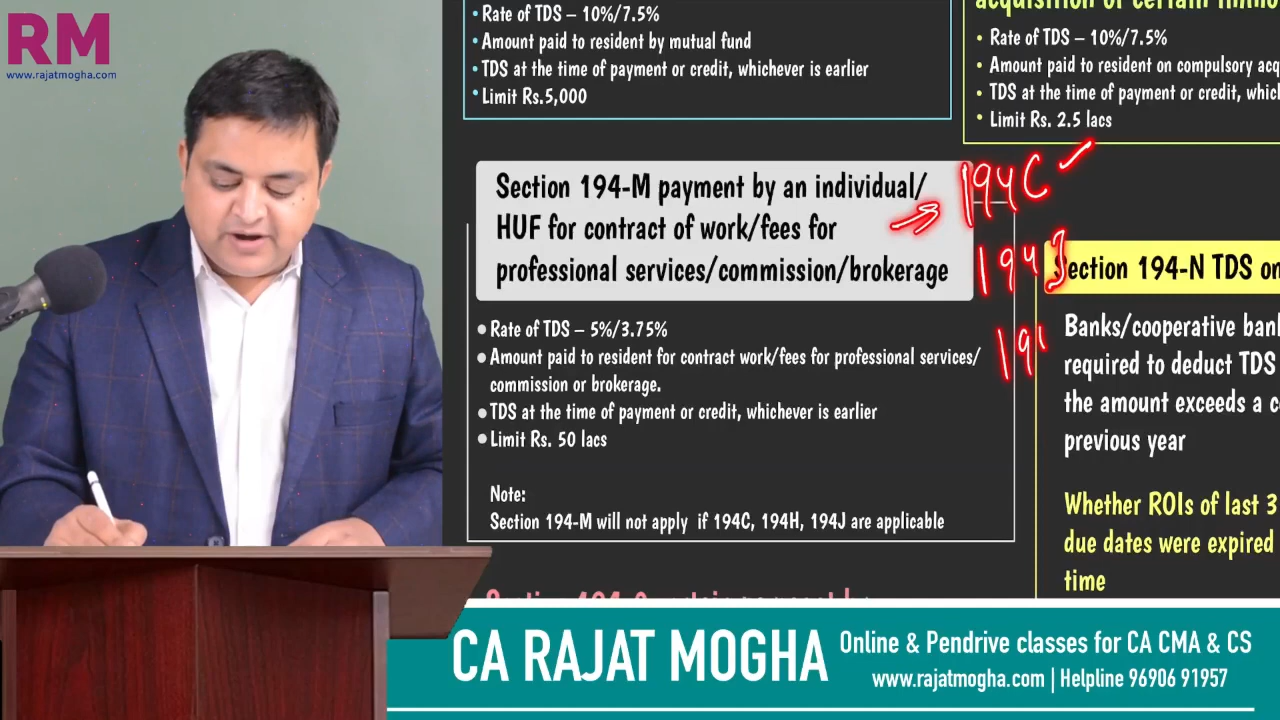 RM
www.rajatmogha.com
• Rate of TDS – 10%/7.5%
• Amount paid to resident by mutual fund
• TDS at the time of payment or credit, whichever is earlier
• Limit Rs.5,000
• Rate of TDS – 10%/7.5%
• Amount paid to resident on compulsory acq
• TDS at the time of payment or credit, whic
• Limit Rs. 2.5 lacs
Section 194-M payment by an individual/
HUF for contract of work/fees for
professional services/commission/brokerage
194C
194J
• Rate of TDS – 5%/3.75%
• Amount paid to resident for contract work/fees for professional services/
commission or brokerage.
• TDS at the time of payment or credit, whichever is earlier
• Limit Rs. 50 lacs
Note:
Section 194-M will not apply if 194C, 194H, 194J are applicable
Section 194-N TDS on
Banks/cooperative bank
required to deduct TDS
the amount exceeds a c
previous year
Whether ROIs of last 3
due dates were expired
time
CA RAJAT MOGHA
Online & Pendrive classes for CA CMA & CS
www.rajatmogha.com | Helpline 96906 91957